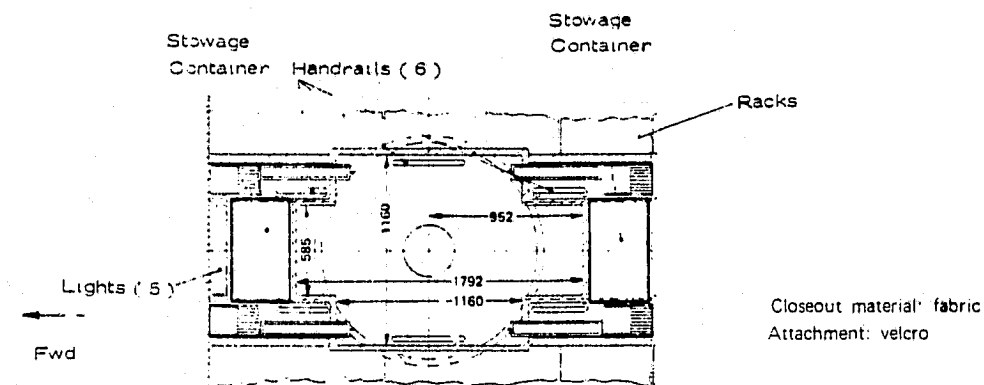 Stowage
Container
Stowage
Container
Handrails (6)
Racks
952
1160
585
1792
1160
Lights (5)
Fwd
Closeout material: fabric
Attachment: velcro